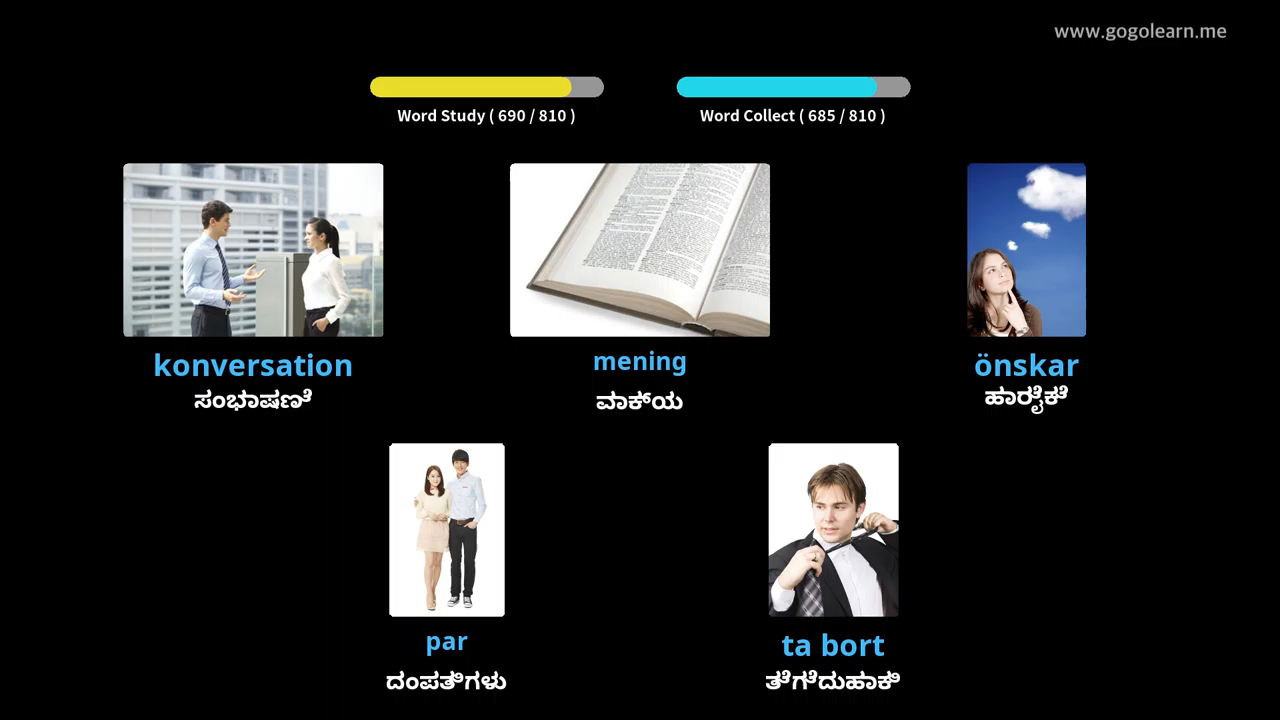 www.gogolearn.me
Word Study ( 690 / 810 )
Word Collect ( 685 / 810 )
konversation
ಸಂಭಾಷಣೆ
mening
ವಾಕ್ಯ
önskar
ಹಾರೈಕೆ
par
ದಂಪತಿಗಳು
ta bort
ತೆಗೆದುಹಾಕಿ